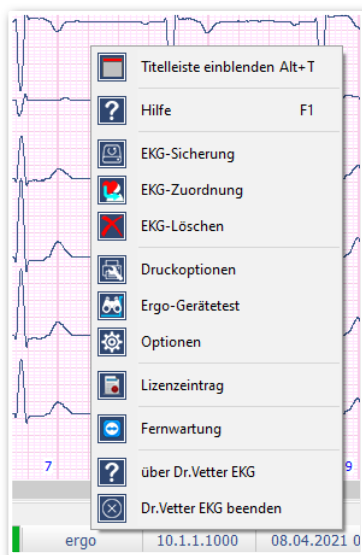 Titelleiste einblenden Alt+T
Hilfe F1
EKG-Sicherung
EKG-Zuordnung
EKG-Löschen
Druckoptionen
Ergo-Gerätetest
Optionen
Lizenzeintrag
Fernwartung
7 9
über Dr.Vetter EKG
Dr.Vetter EKG beenden
ergo 10.1.1.1000 08.04.2021 0